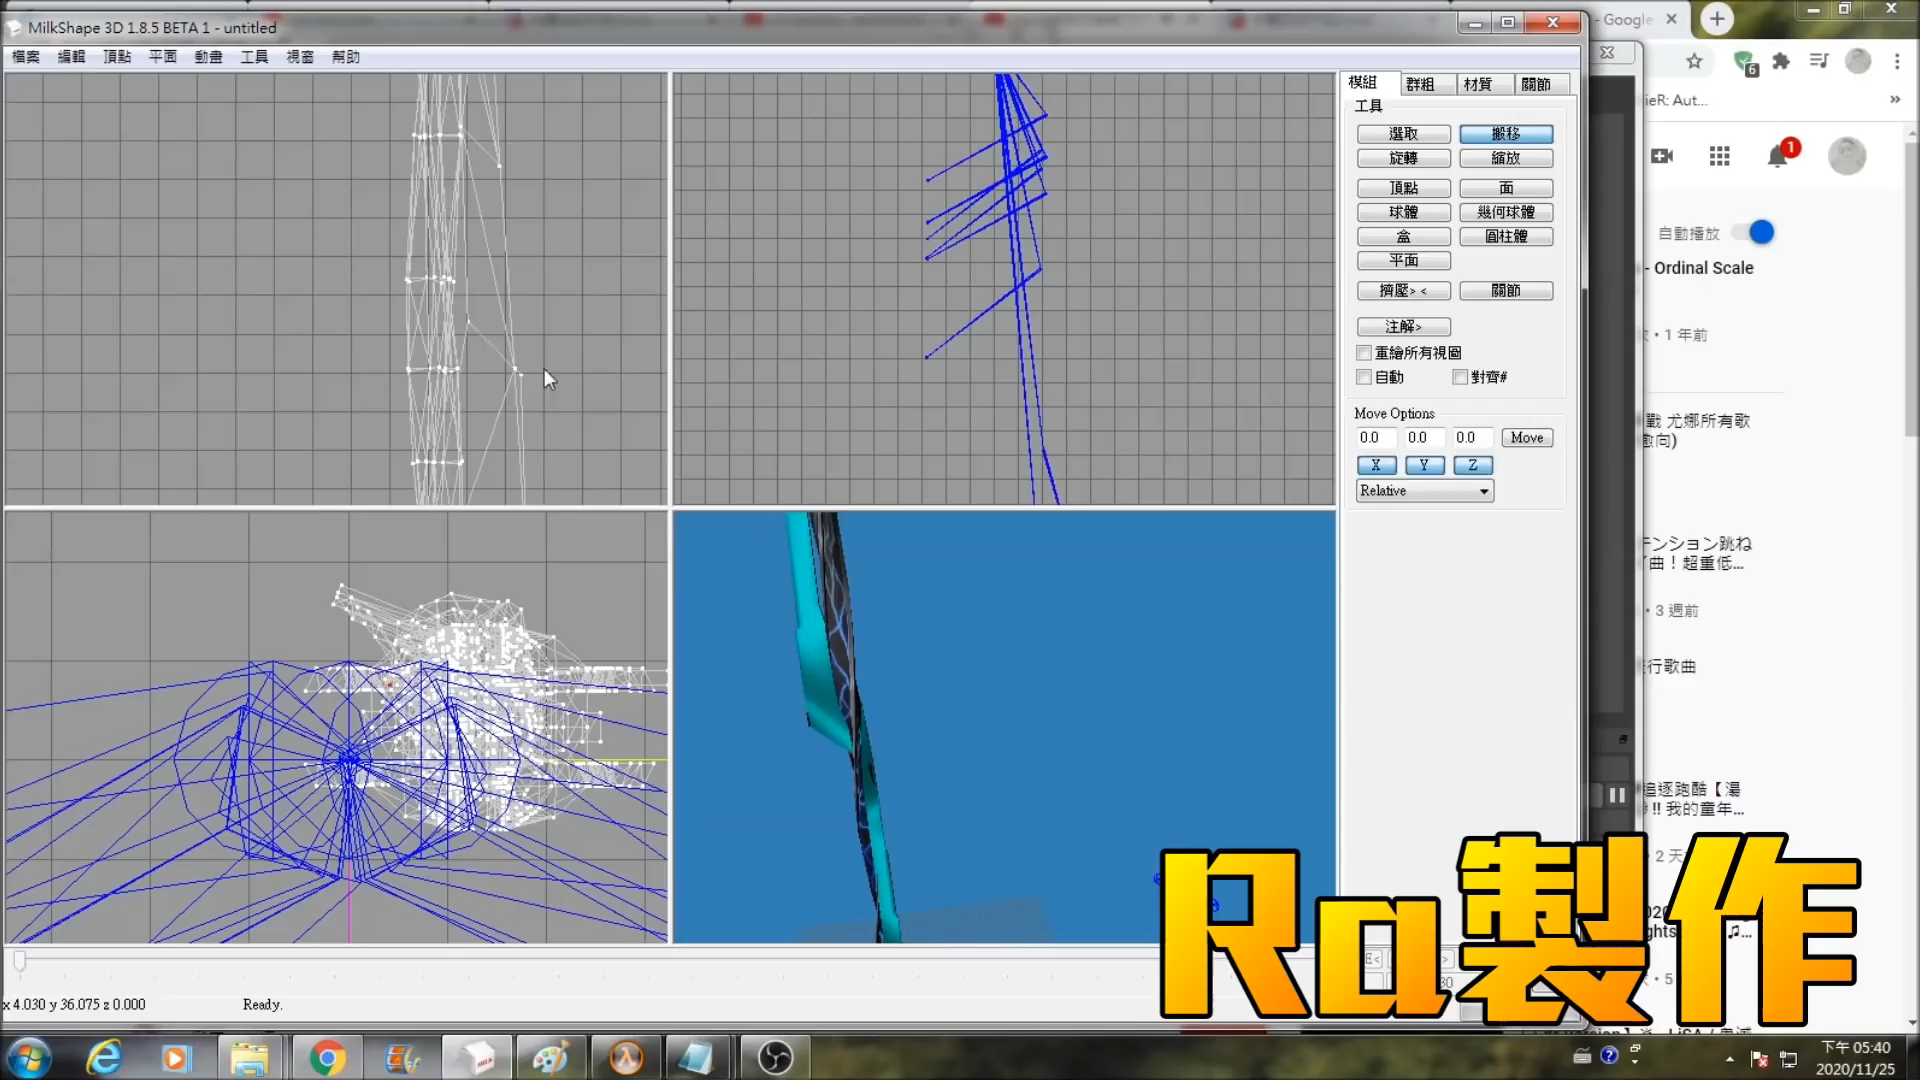 MilkShape 3D 1.8.5 BETA 1 - untitled
- Google
檔案 編輯 頂點 平面 動畫 工具 視窗 幫助
模組 群組 材質 關節
工具
選取 搬移
旋轉 縮放
頂點 面
球體 幾何球體
盒 圓柱體
平面
擠壓> < 關節
注解>
重繪所有視圖
自動 對齊#
Move Options
0.0 0.0 0.0 Move
X Y Z
Relative
6
ieR: Aut...
1
自動播放
- Ordinal Scale
• 1 年前
戰 尤娜所有歌
テンション跳ね
曲！超重低...
• 3 週前
行歌曲
追逐跑酷【湯
!! 我的童年...
• 2 天
ghts
♫...
• 5
Ra製作
x 4.030 y 36.075 z 0.000
Ready.
下午 05:40
2020/11/25